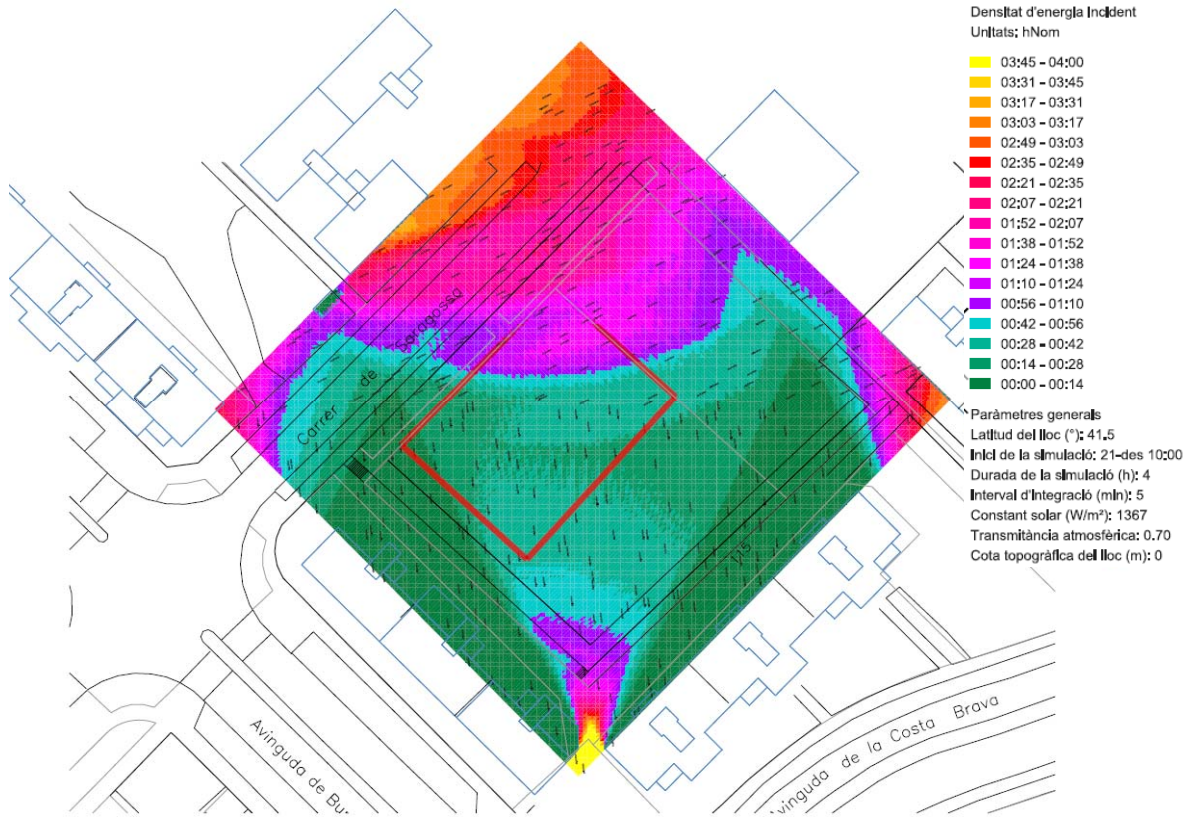 Densitat d'energia Incident
Unitats: hNom
03:45 - 04:00
03:31 - 03:45
03:17 - 03:31
03:03 - 03:17
02:49 - 03:03
02:35 - 02:49
02:21 - 02:35
02:07 - 02:21
01:52 - 02:07
01:38 - 01:52
01:24 - 01:38
01:10 - 01:24
00:56 - 01:10
00:42 - 00:56
00:28 - 00:42
00:14 - 00:28
00:00 - 00:14
Paràmetres generals
Latitud del lloc (°): 41.5
Inici de la simulació: 21-des 10:00
Durada de la simulació (h): 4
Interval d'integració (min): 5
Constant solar (W/m²): 1367
Transmitància atmosfèrica: 0.70
Cota topogràfica del lloc (m): 0
Carrer de Saragossa
115
Avinguda de la Costa Brava
Avinguda de Bu